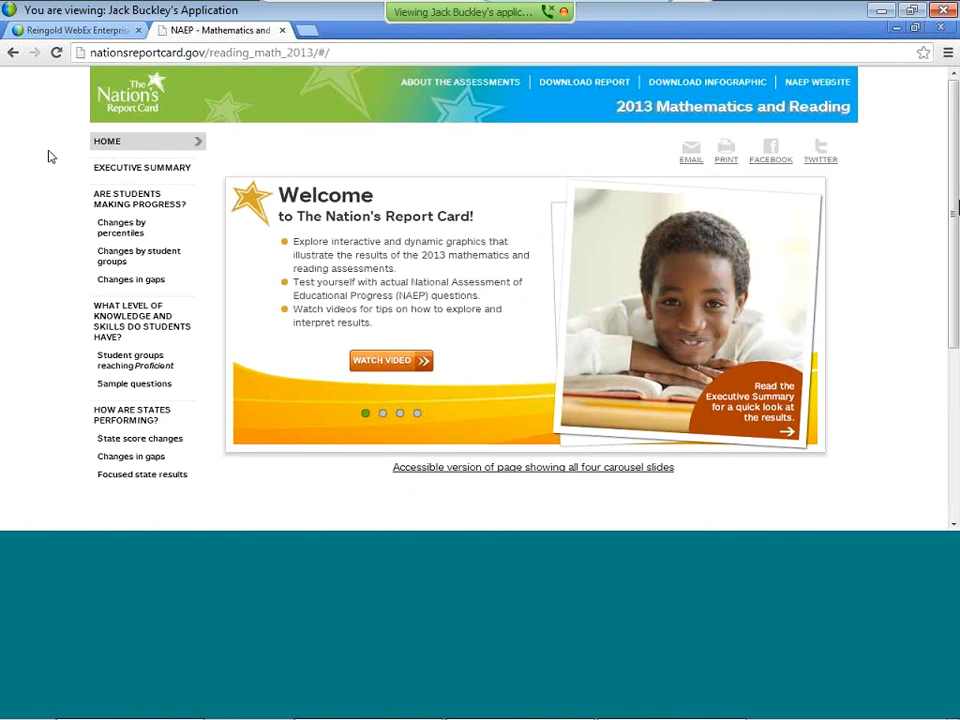 You are viewing: Jack Buckley's Application
Viewing Jack Buckley's applic...
Reingold WebEx Enterpris
NAEP - Mathematics and
nationsreportcard.gov/reading_math_2013/#/
The
Nation's
Report Card
ABOUT THE ASSESSMENTS
DOWNLOAD REPORT
DOWNLOAD INFOGRAPHIC
NAEP WEBSITE
2013 Mathematics and Reading
HOME
EXECUTIVE SUMMARY
ARE STUDENTS
MAKING PROGRESS?
Changes by
percentiles
Changes by student
groups
Changes in gaps
WHAT LEVEL OF
KNOWLEDGE AND
SKILLS DO STUDENTS
HAVE?
Student groups
reaching Proficient
Sample questions
HOW ARE STATES
PERFORMING?
State score changes
Changes in gaps
Focused state results
EMAIL
PRINT
FACEBOOK
TWITTER
Welcome
to The Nation's Report Card!
Explore interactive and dynamic graphics that
illustrate the results of the 2013 mathematics and
reading assessments.
Test yourself with actual National Assessment of
Educational Progress (NAEP) questions.
Watch videos for tips on how to explore and
interpret results.
WATCH VIDEO
Read the
Executive Summary
for a quick look at
the results.
Accessible version of page showing all four carousel slides